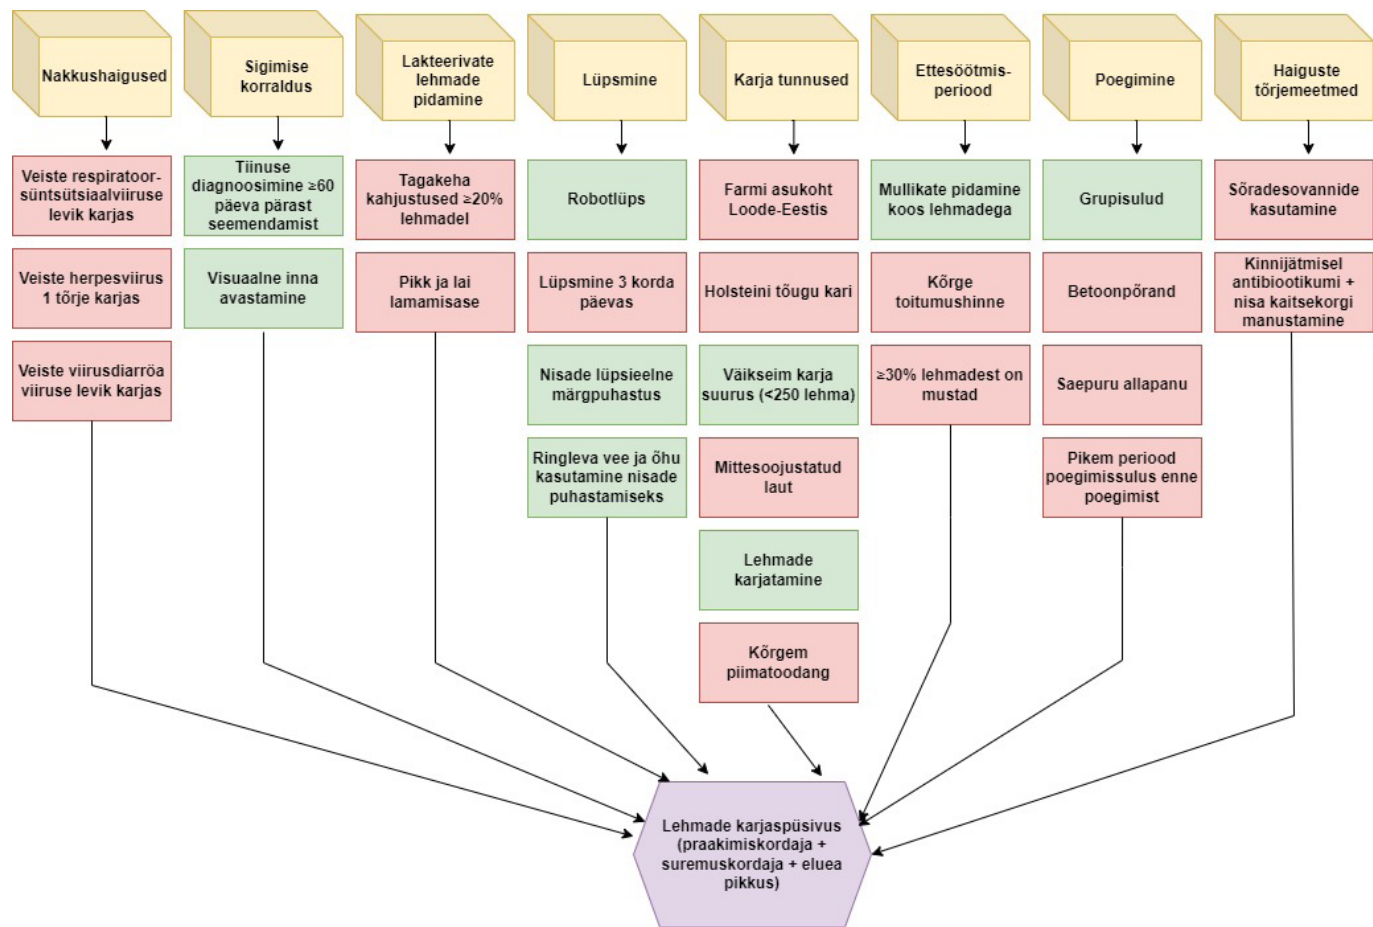 Nakkushaigused
Sigimise
korraldus
Lakteerivate
lehmade
pidamine
Lüpsmine
Karja tunnused
Ettesöötmis-
periood
Poegimine
Haiguste
tõrjemeetmed
Veiste respiratoor-
süntsütsiaalviiruse
levik karjas
Veiste herpesviirus
1 tõrje karjas
Veiste viirusdiarröa
viiruse levik karjas
Tiinuse
diagnoosimine ≥60
päeva pärast
seemendamist
Visuaalne inna
avastamine
Tagakeha
kahjustused ≥20%
lehmadel
Pikk ja lai
lamamisase
Robotlüps
Lüpsmine 3 korda
päevas
Nisade lüpsieelne
märgpuhastus
Ringleva vee ja õhu
kasutamine nisade
puhastamiseks
Farmi asukoht
Loode-Eestis
Holsteini tõugu kari
Väikseim karja
suurus (<250 lehma)
Mittesoojustatud
laut
Lehmade
karjatamine
Kõrgem
piimatoodang
Mullikate pidamine
koos lehmadega
Kõrge
toitumushinne
≥30% lehmadest on
mustad
Grupisulud
Betoonpõrand
Saepuru allapanu
Pikem periood
poegimissulus enne
poegimist
Sõradesovannide
kasutamine
Kinnijätmisel
antibiootikumi +
nisa kaitsekorgi
manustamine
Lehmade karjaspüsivus
(praakimiskordaja +
suremuskordaja + eluea
pikkus)